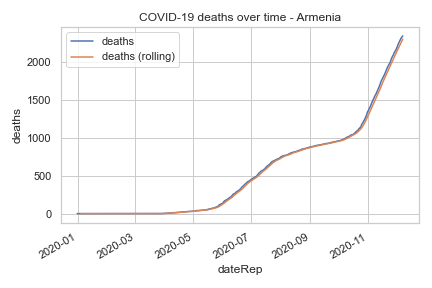 COVID-19 deaths over time - Armenia
deaths
deaths (rolling)
deaths
2000
1500
1000
500
0
2020-01
2020-03
2020-05
2020-07
2020-09
2020-11
dateRep